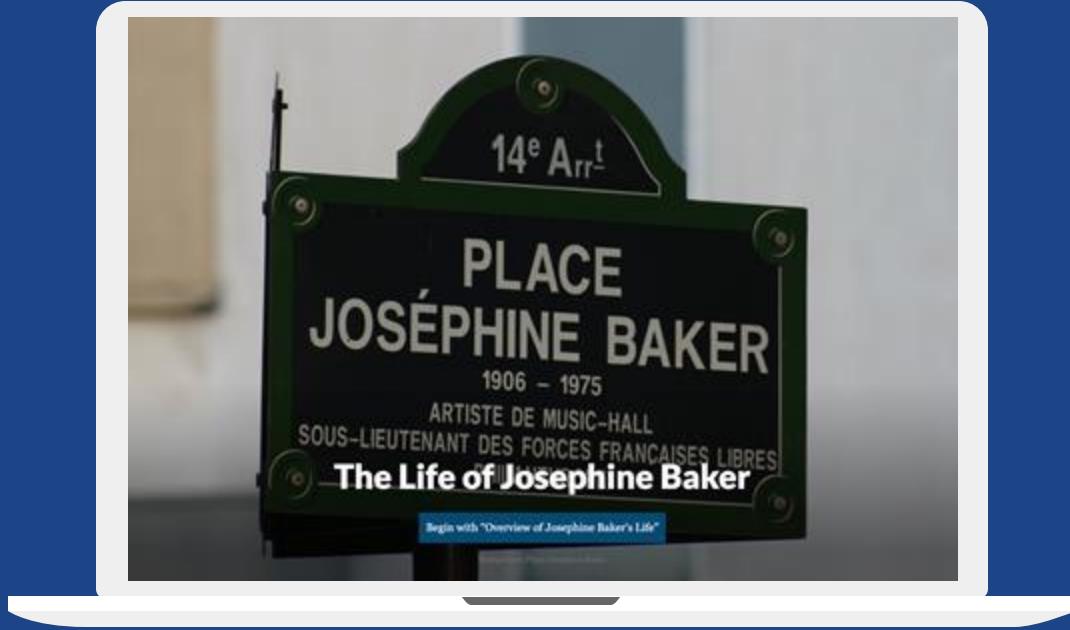 14e Arrt
PLACE
JOSÉPHINE BAKER
1906 – 1975
ARTISTE DE MUSIC-HALL
SOUS-LIEUTENANT DES FORCES FRANÇAISES LIBRES
The Life of Josephine Baker
Begin with "Overview of Josephine Baker's Life"